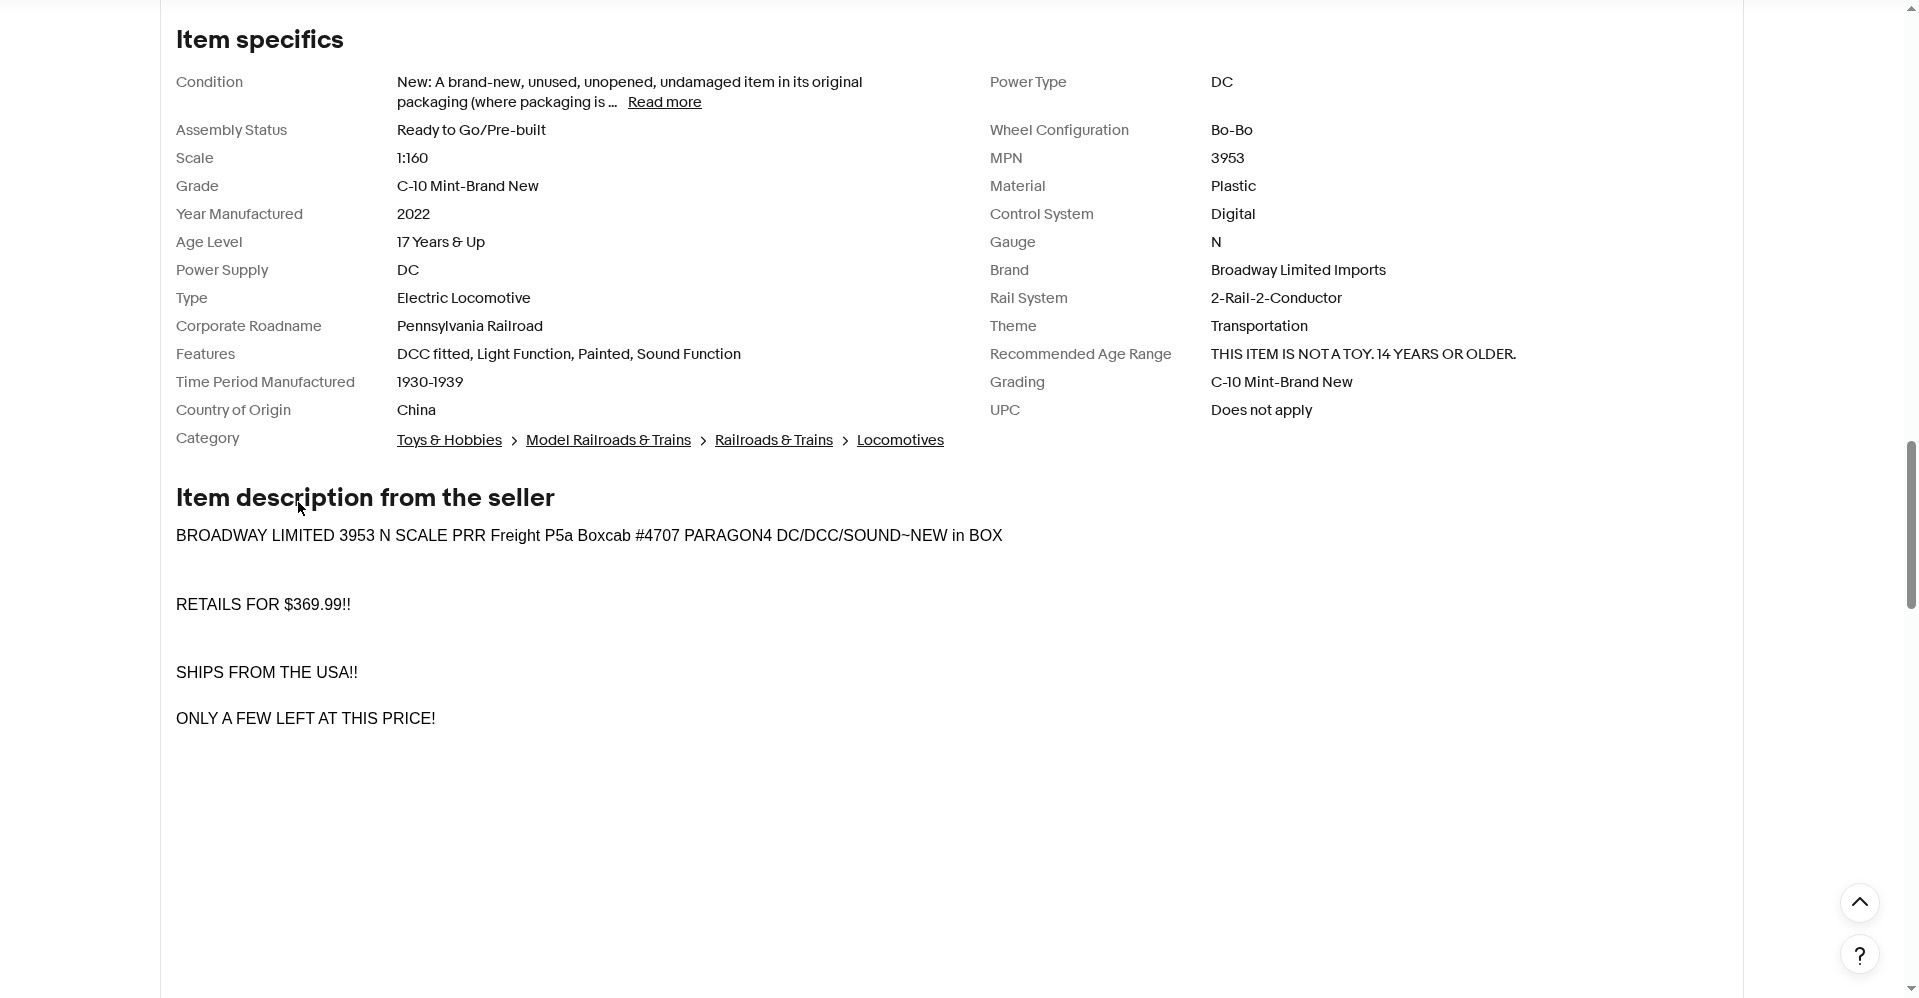 Item specifics
Condition
New: A brand-new, unused, unopened, undamaged item in its original
packaging (where packaging is ... Read more
Power Type
DC
Assembly Status
Ready to Go/Pre-built
Wheel Configuration
Bo-Bo
Scale
1:160
MPN
3953
Grade
C-10 Mint-Brand New
Material
Plastic
Year Manufactured
2022
Control System
Digital
Age Level
17 Years & Up
Gauge
N
Power Supply
DC
Brand
Broadway Limited Imports
Type
Electric Locomotive
Rail System
2-Rail-2-Conductor
Corporate Roadname
Pennsylvania Railroad
Theme
Transportation
Features
DCC fitted, Light Function, Painted, Sound Function
Recommended Age Range
THIS ITEM IS NOT A TOY. 14 YEARS OR OLDER.
Time Period Manufactured
1930-1939
Grading
C-10 Mint-Brand New
Country of Origin
China
UPC
Does not apply
Category
Toys & Hobbies > Model Railroads & Trains > Railroads & Trains > Locomotives
Item description from the seller
BROADWAY LIMITED 3953 N SCALE PRR Freight P5a Boxcab #4707 PARAGON4 DC/DCC/SOUND~NEW in BOX
RETAILS FOR $369.99!!
SHIPS FROM THE USA!!
ONLY A FEW LEFT AT THIS PRICE!
?